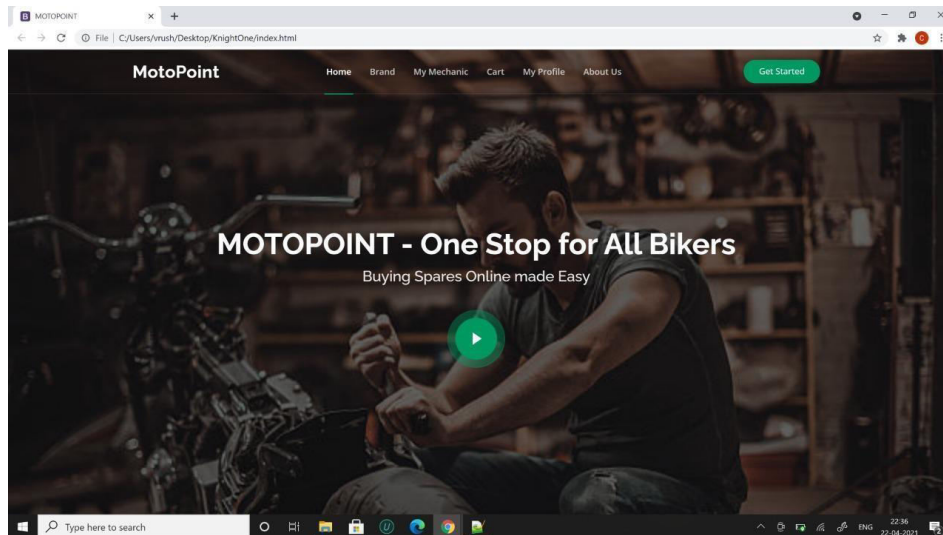 B MOTOPOINT
File | C:/Users/vrush/Desktop/KnightOne/index.html
C
MotoPoint
Home Brand My Mechanic Cart My Profile About Us
Get Started
MOTOPOINT - One Stop for All Bikers
Buying Spares Online made Easy
Type here to search
U
ENG
22:36
22-04-2021
2